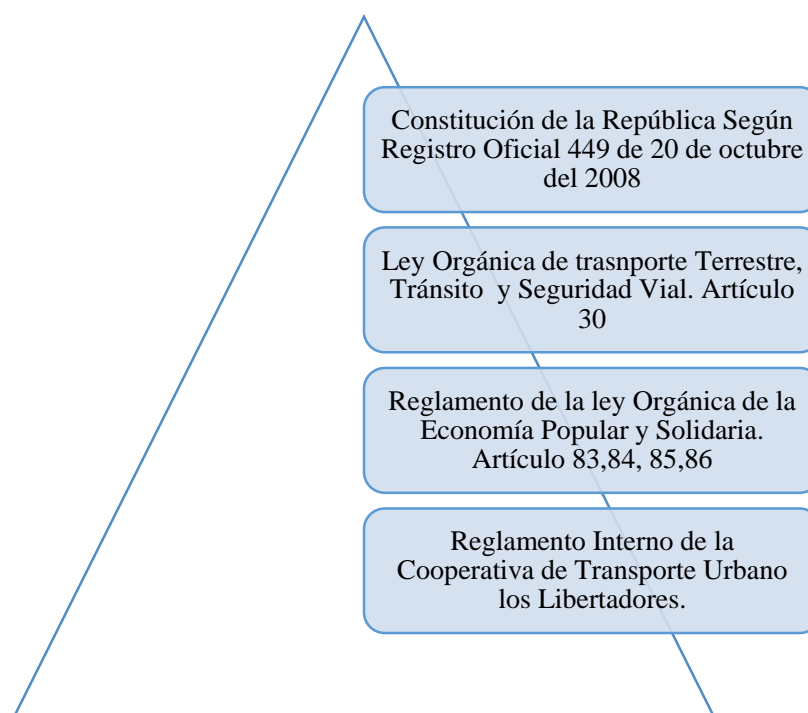 Constitución de la República Según
Registro Oficial 449 de 20 de octubre
del 2008
Ley Orgánica de trasnporte Terrestre,
Tránsito y Seguridad Vial. Artículo
30
Reglamento de la ley Orgánica de la
Economía Popular y Solidaria.
Artículo 83,84, 85,86
Reglamento Interno de la
Cooperativa de Transporte Urbano
los Libertadores.